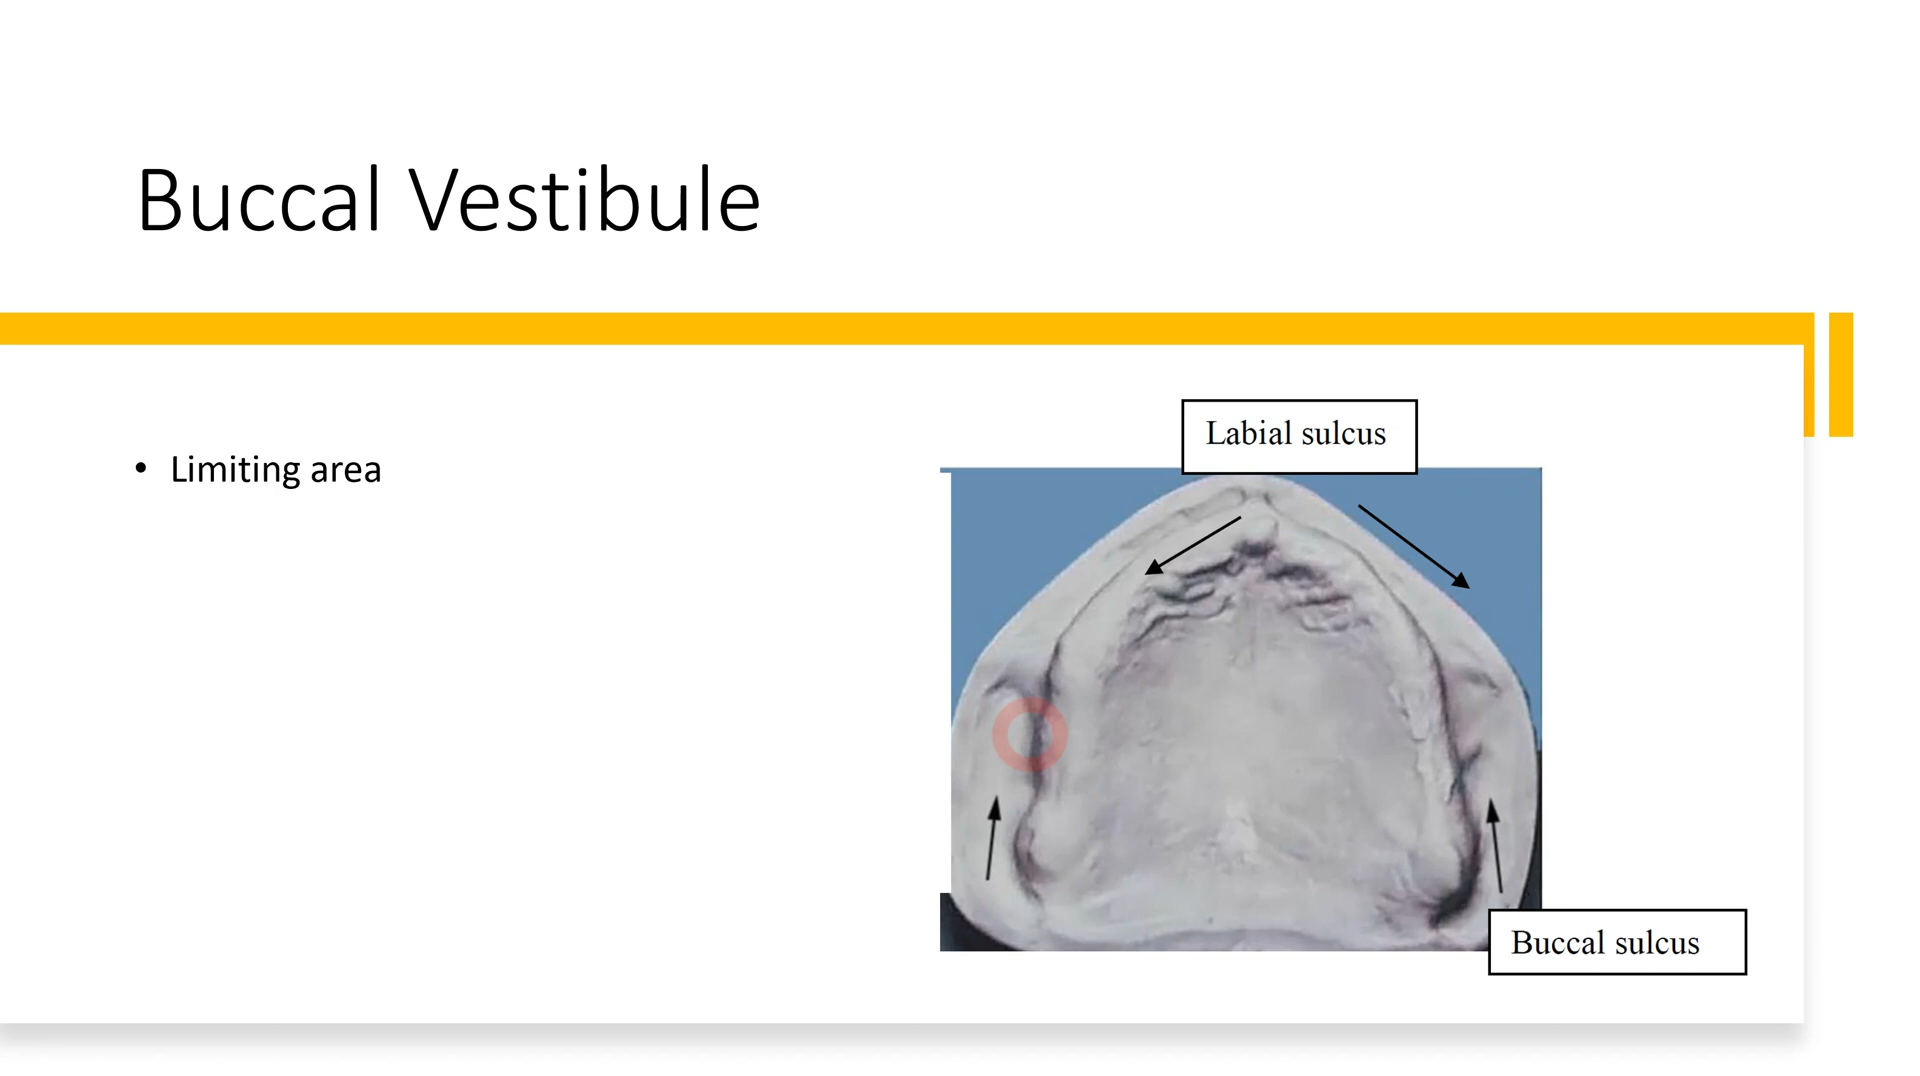 Buccal Vestibule
• Limiting area
Labial sulcus
Buccal sulcus